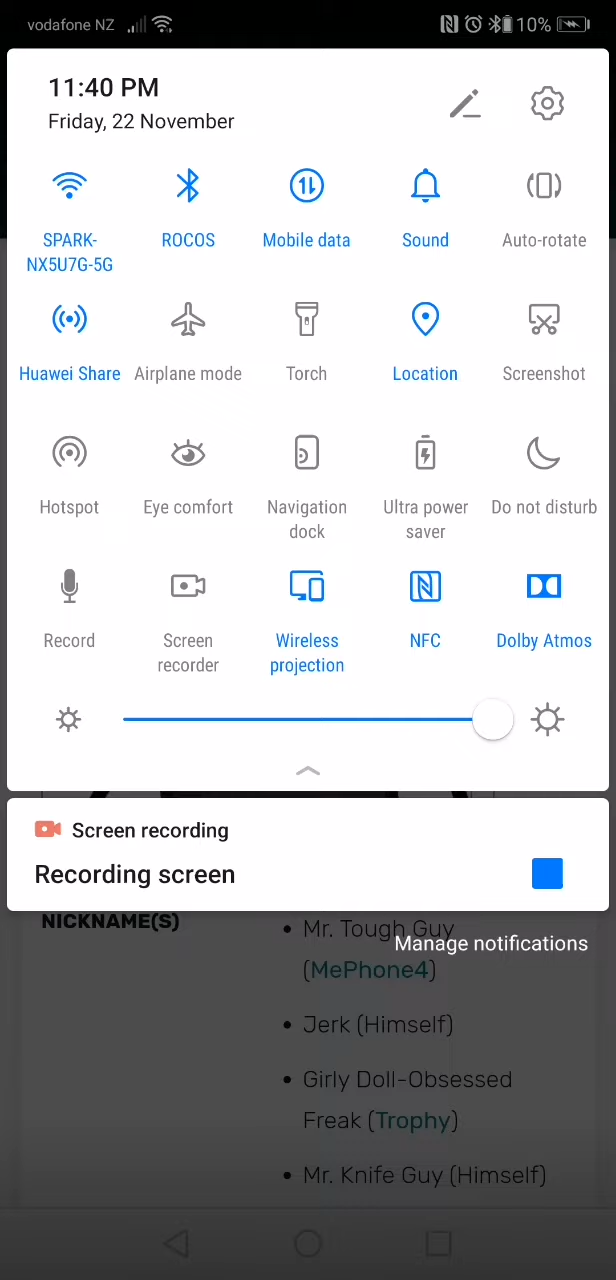 vodafone NZ
10%
11:40 PM
Friday, 22 November
SPARK-
NX5U7G-5G
ROCOS
Mobile data
Sound
Auto-rotate
Huawei Share
Airplane mode
Torch
Location
Screenshot
Hotspot
Eye comfort
Navigation
dock
Ultra power
saver
Do not disturb
Record
Screen
recorder
Wireless
projection
NFC
Dolby Atmos
Screen recording
Recording screen
Manage notifications
NICKNAME(S)
• Mr. Tough Guy
(MePhone4)
• Jerk (Himself)
• Girly Doll-Obsessed
Freak (Trophy)
• Mr. Knife Guy (Himself)